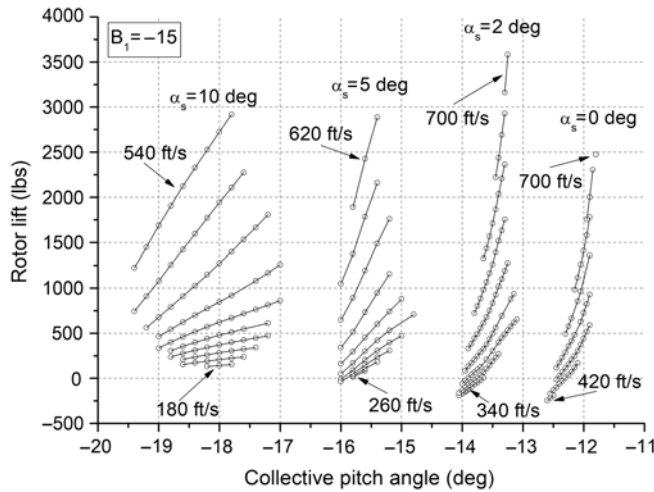 4000
3500
3000
2500
2000
1500
1000
500
0
−500
Rotor lift (lbs)
B₁=−15
αₛ=10 deg
αₛ=5 deg
αₛ=2 deg
αₛ=0 deg
540 ft/s
620 ft/s
700 ft/s
700 ft/s
180 ft/s
260 ft/s
340 ft/s
420 ft/s
−20 −19 −18 −17 −16 −15 −14 −13 −12 −11
Collective pitch angle (deg)